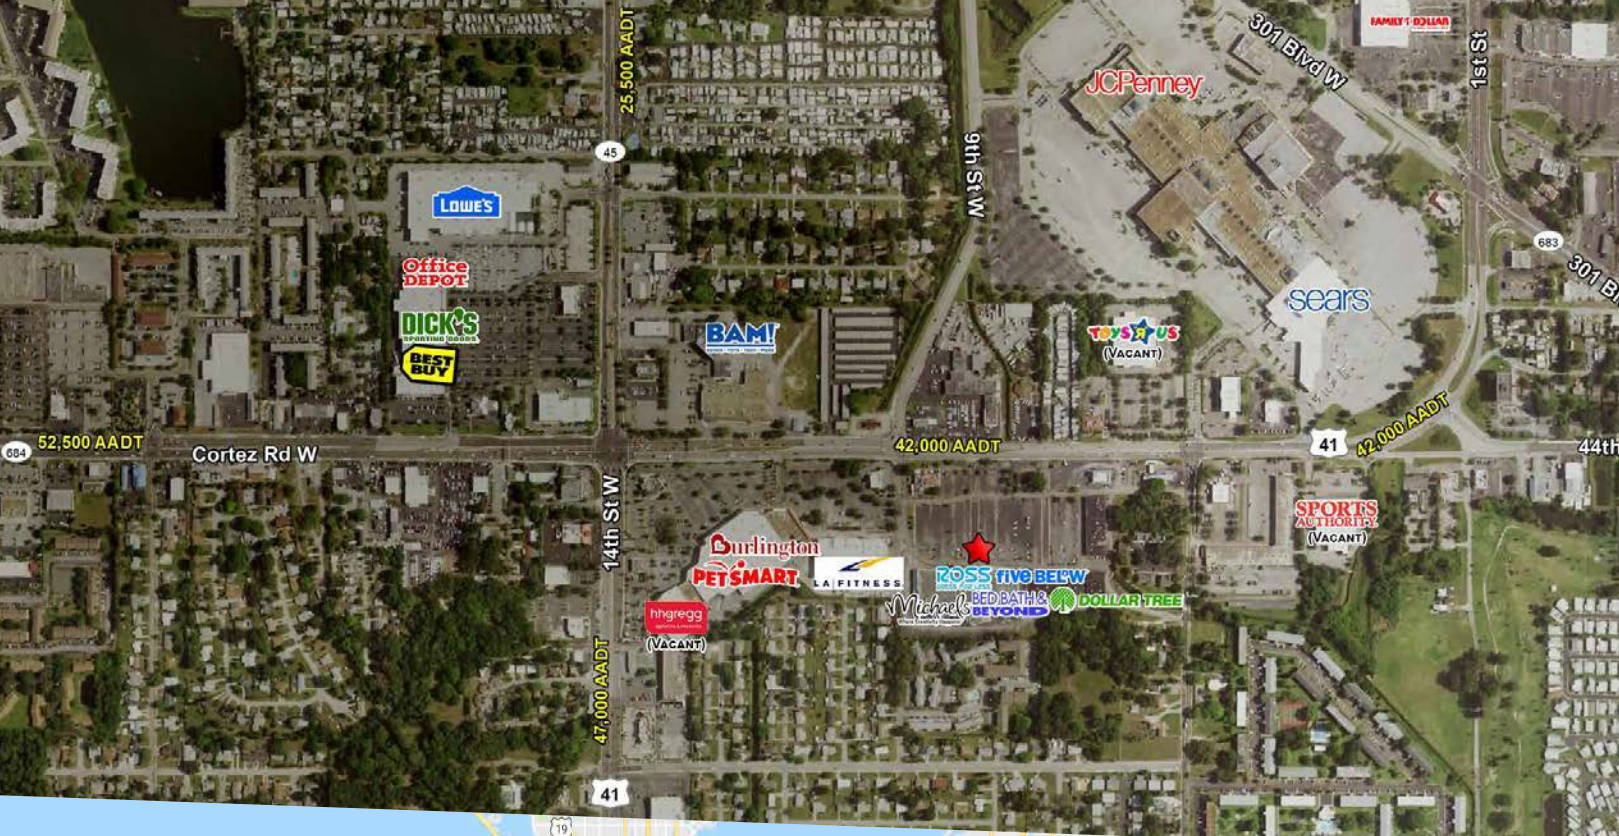 25,500 AADT
301 Blvd W
FAMILY DOLLAR
1st St
JCPenney
45
9th St W
LOWE'S
683
301 B
Office
DEPOT
sears
DICK'S
SPORTING GOODS
BAM!
TOYS R US
(VACANT)
BEST
BUY
42,000 AADT
684
52,500 AADT
Cortez Rd W
42,000 AADT
41
44th
14th St W
SPORTS
AUTHORITY
(VACANT)
Burlington
PETSMART
LA FITNESS
ROSS
five BELOW
Michaels
BED BATH &
BEYOND
DOLLAR TREE
hhgregg
(VACANT)
47,000 AADT
41
19